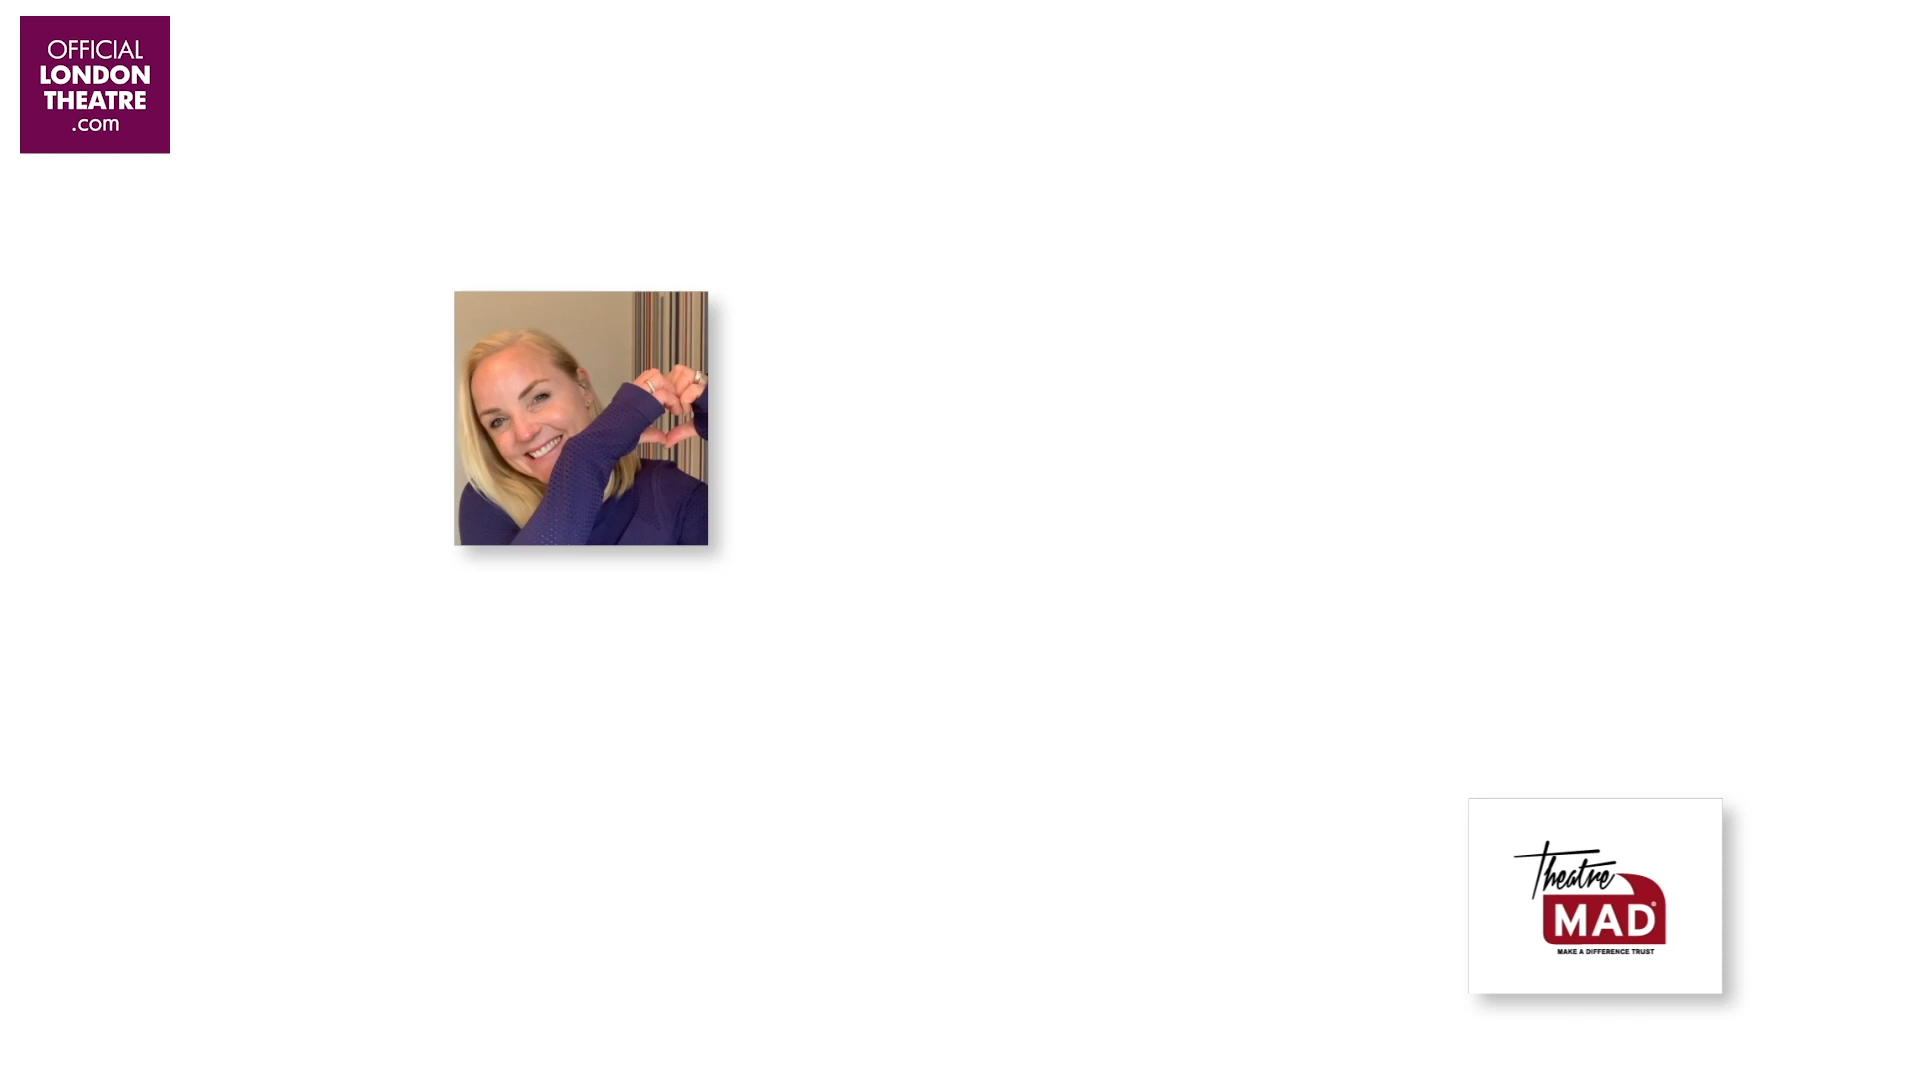 OFFICIAL
LONDON
THEATRE
.com
Theatre
MAD®
MAKE A DIFFERENCE TRUST